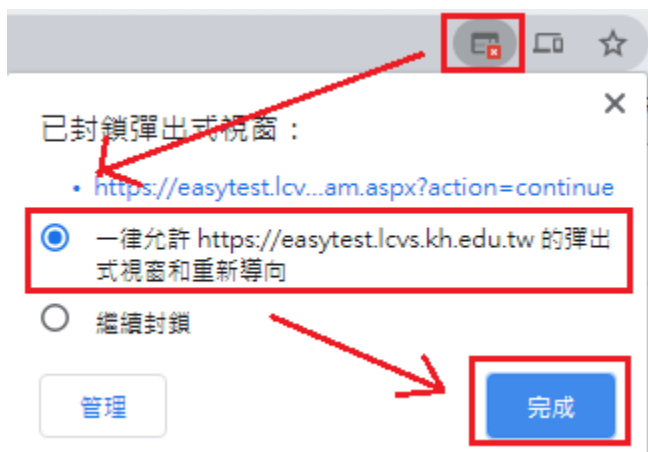 已封鎖彈出式視窗：
• https://easytest.lcv...am.aspx?action=continue
一律允許 https://easytest.lcvs.kh.edu.tw 的彈出
式視窗和重新導向
繼續封鎖
管理
完成